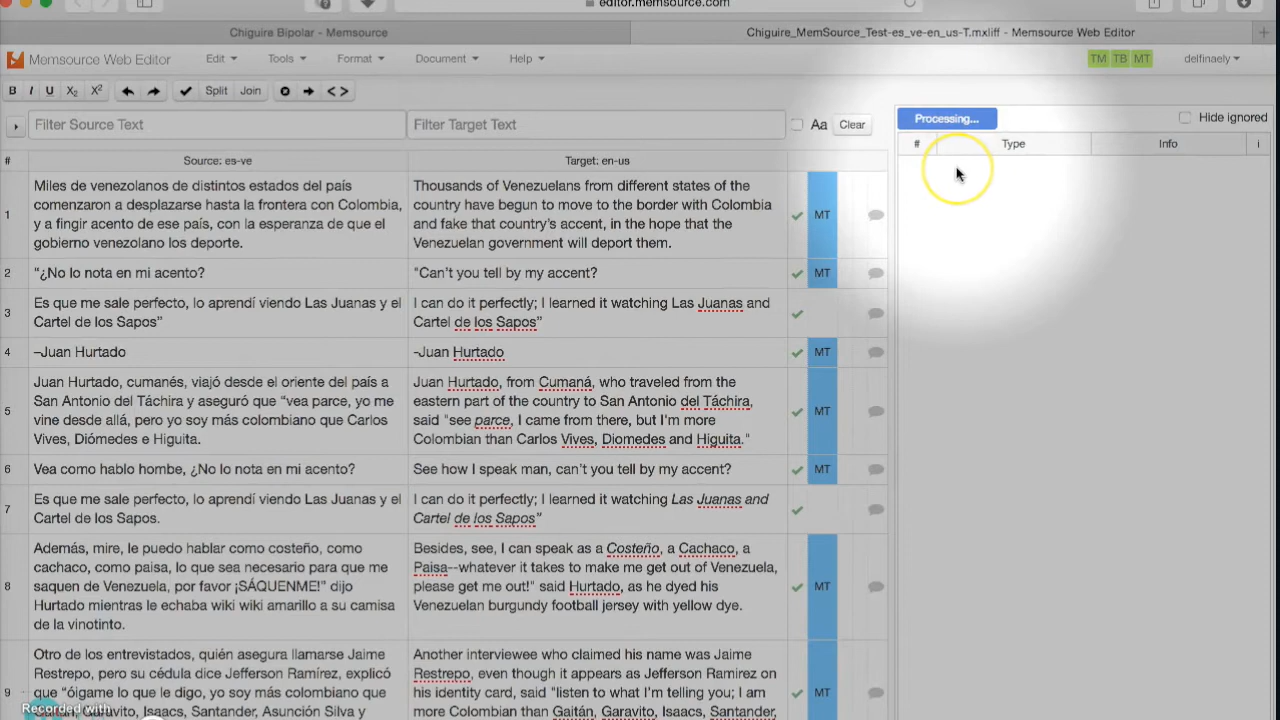 editor.memsource.com
Chiguire Bipolar - Memsource
Chiguire_MemSource_Test-es_ve-en_us-T.mxliff - Memsource Web Editor
Memsource Web Editor
Edit
Tools
Format
Document
Help
TM TB MT
delfinaely
B I U X₂ X²
Split
Join
Filter Source Text
Filter Target Text
Aa
Clear
Processing...
Hide ignored
#
Type
Info
i
#
Source: es-ve
Target: en-us
1
Miles de venezolanos de distintos estados del país
comenzaron a desplazarse hasta la frontera con Colombia,
y a fingir acento de ese país, con la esperanza de que el
gobierno venezolano los deporte.
Thousands of Venezuelans from different states of the
country have begun to move to the border with Colombia
and fake that country’s accent, in the hope that the
Venezuelan government will deport them.
MT
2
“¿No lo nota en mi acento?
“Can’t you tell by my accent?
MT
3
Es que me sale perfecto, lo aprendí viendo Las Juanas y el
Cartel de los Sapos”
I can do it perfectly; I learned it watching Las Juanas and
Cartel de los Sapos”
4
–Juan Hurtado
-Juan Hurtado
MT
5
Juan Hurtado, cumanés, viajó desde el oriente del país a
San Antonio del Táchira y aseguró que “vea parce, yo me
vine desde allá, pero yo soy más colombiano que Carlos
Vives, Diómedes e Higuita.
Juan Hurtado, from Cumaná, who traveled from the
eastern part of the country to San Antonio del Táchira,
said "see parce, I came from there, but I'm more
Colombian than Carlos Vives, Diomedes and Higuita."
MT
6
Vea como hablo hombe, ¿No lo nota en mi acento?
See how I speak man, can’t you tell by my accent?
MT
7
Es que me sale perfecto, lo aprendí viendo Las Juanas y el
Cartel de los Sapos.
I can do it perfectly; I learned it watching Las Juanas and
Cartel de los Sapos”
8
Además, mire, le puedo hablar como costeño, como
cachaco, como paisa, lo que sea necesario para que me
saquen de Venezuela, por favor ¡SÁQUENME!” dijo
Hurtado mientras le echaba wiki wiki amarillo a su camisa
de la vinotinto.
Besides, see, I can speak as a Costeño, a Cachaco, a
Paisa--whatever it takes to make me get out of Venezuela,
please get me out!" said Hurtado, as he dyed his
Venezuelan burgundy football jersey with yellow dye.
MT
9
Otro de los entrevistados, quién asegura llamarse Jaime
Restrepo, pero su cédula dice Jefferson Ramírez, explicó
que “óigame lo que le digo, yo soy más colombiano que
Garavito, Isaacs, Santander, Asunción Silva y
Another interviewee who claimed his name was Jaime
Restrepo, even though it appears as Jefferson Ramirez on
his identity card, said "listen to what I'm telling you; I am
more Colombian than Gaitán, Garavito, Isaacs, Santander,
MT
Recorded with